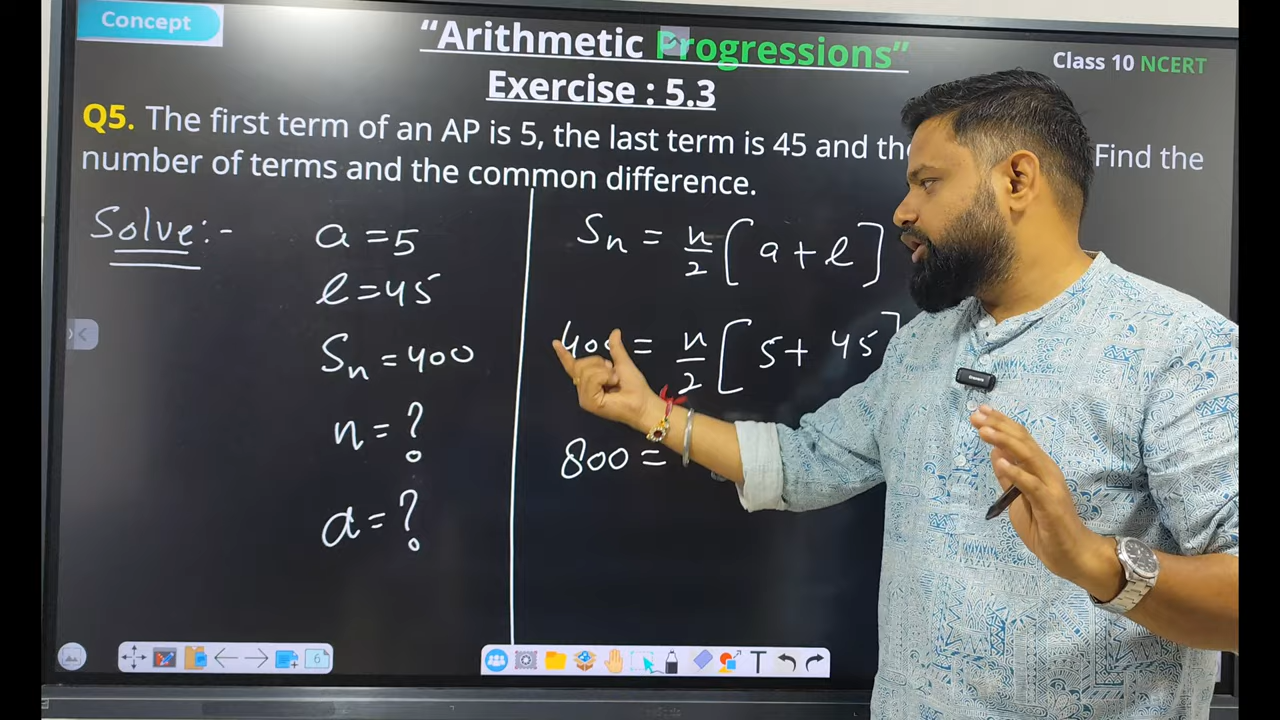 Concept
“Arithmetic Progressions”
Class 10 NCERT
Exercise : 5.3
Q5. The first term of an AP is 5, the last term is 45 and the Find the
number of terms and the common difference.
Solve:-
a = 5
l = 45
Sn = 400
n = ?
d = ?
Sn = n/2 [ a + l ]
400 = n/2 [ 5 + 45 ]
800 =
6
T